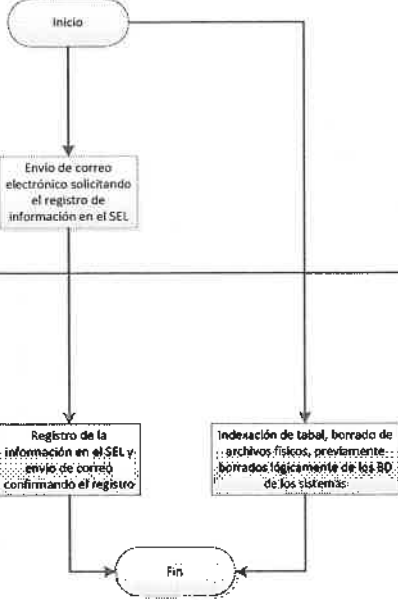 Inicio
Envío de correo
electrónico solicitando
el registro de
información en el SEL
Registro de la
información en el SEL y
envío de correo
confirmando el registro
Indexación de tabal, borrado de
archivos físicos, previamente
borrados lógicamente de los BD
de los sistemas
Fin